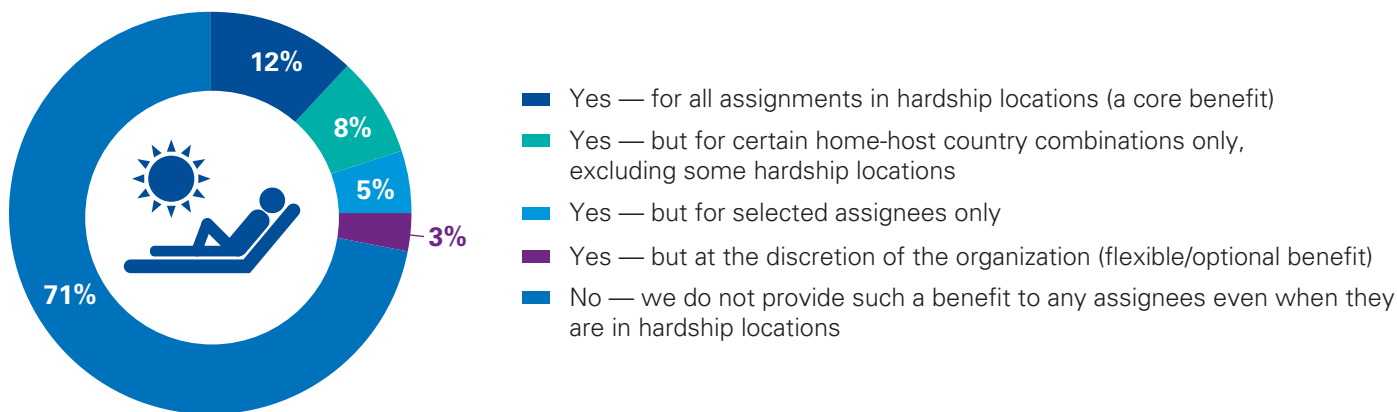 12%
8%
5%
3%
71%
Yes — for all assignments in hardship locations (a core benefit)
Yes — but for certain home-host country combinations only,
excluding some hardship locations
Yes — but for selected assignees only
Yes — but at the discretion of the organization (flexible/optional benefit)
No — we do not provide such a benefit to any assignees even when they
are in hardship locations